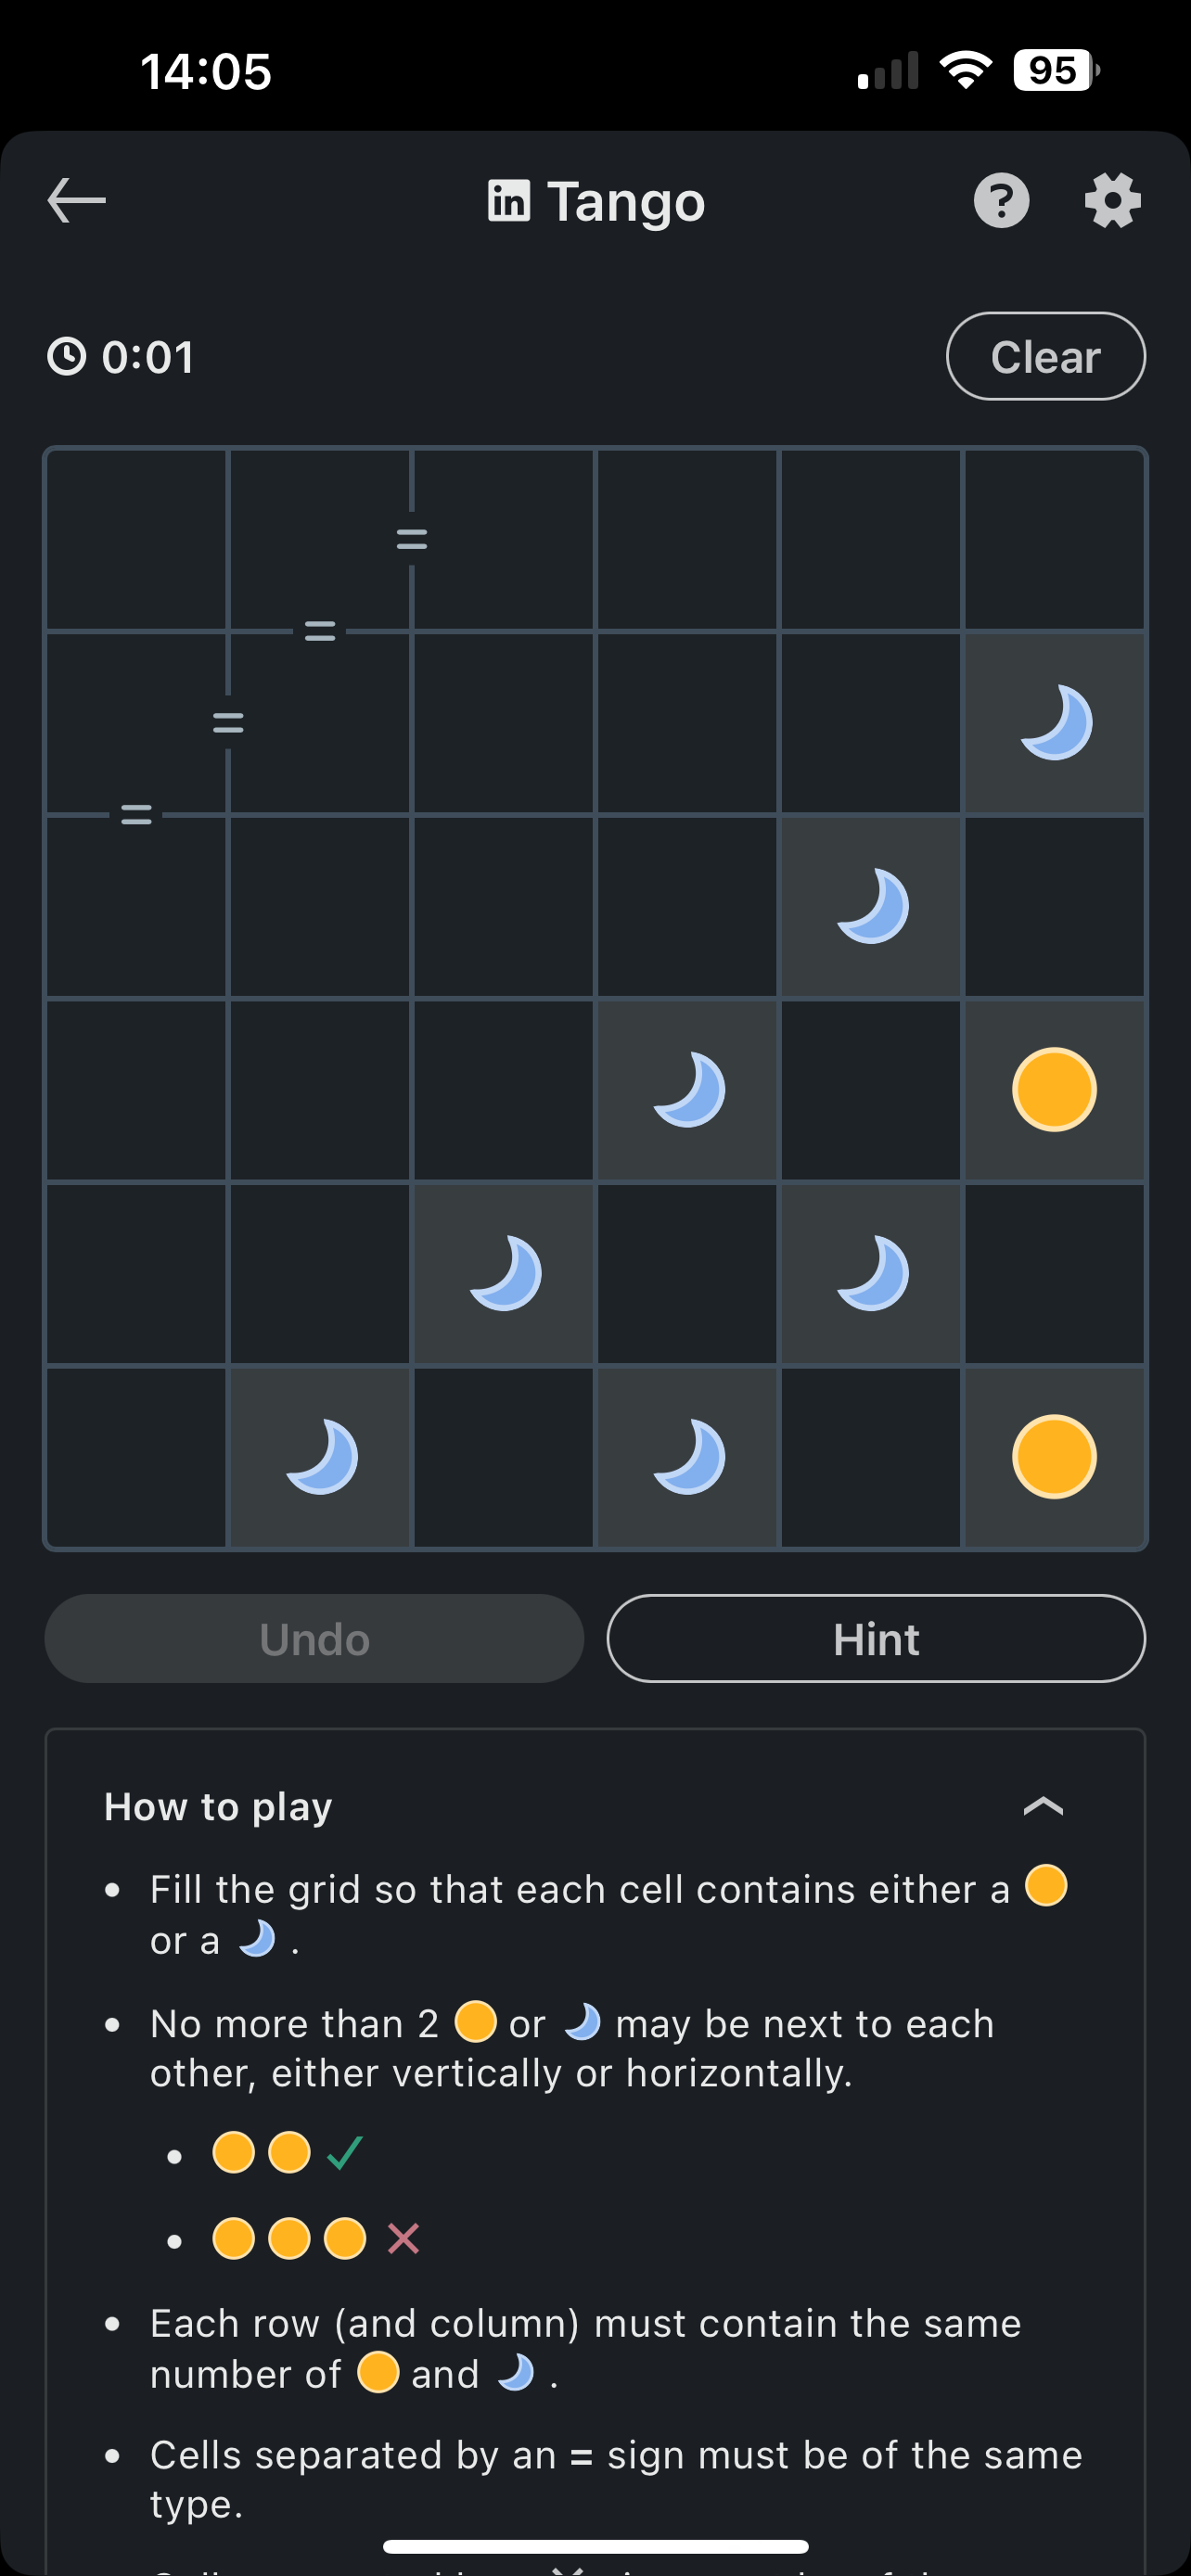 14:05
95
in Tango
?
0:01
Clear
=
=
=
=
Undo
Hint
How to play
Fill the grid so that each cell contains either a
or a .
No more than 2 or may be next to each
other, either vertically or horizontally.
Each row (and column) must contain the same
number of and .
Cells separated by an = sign must be of the same
type.